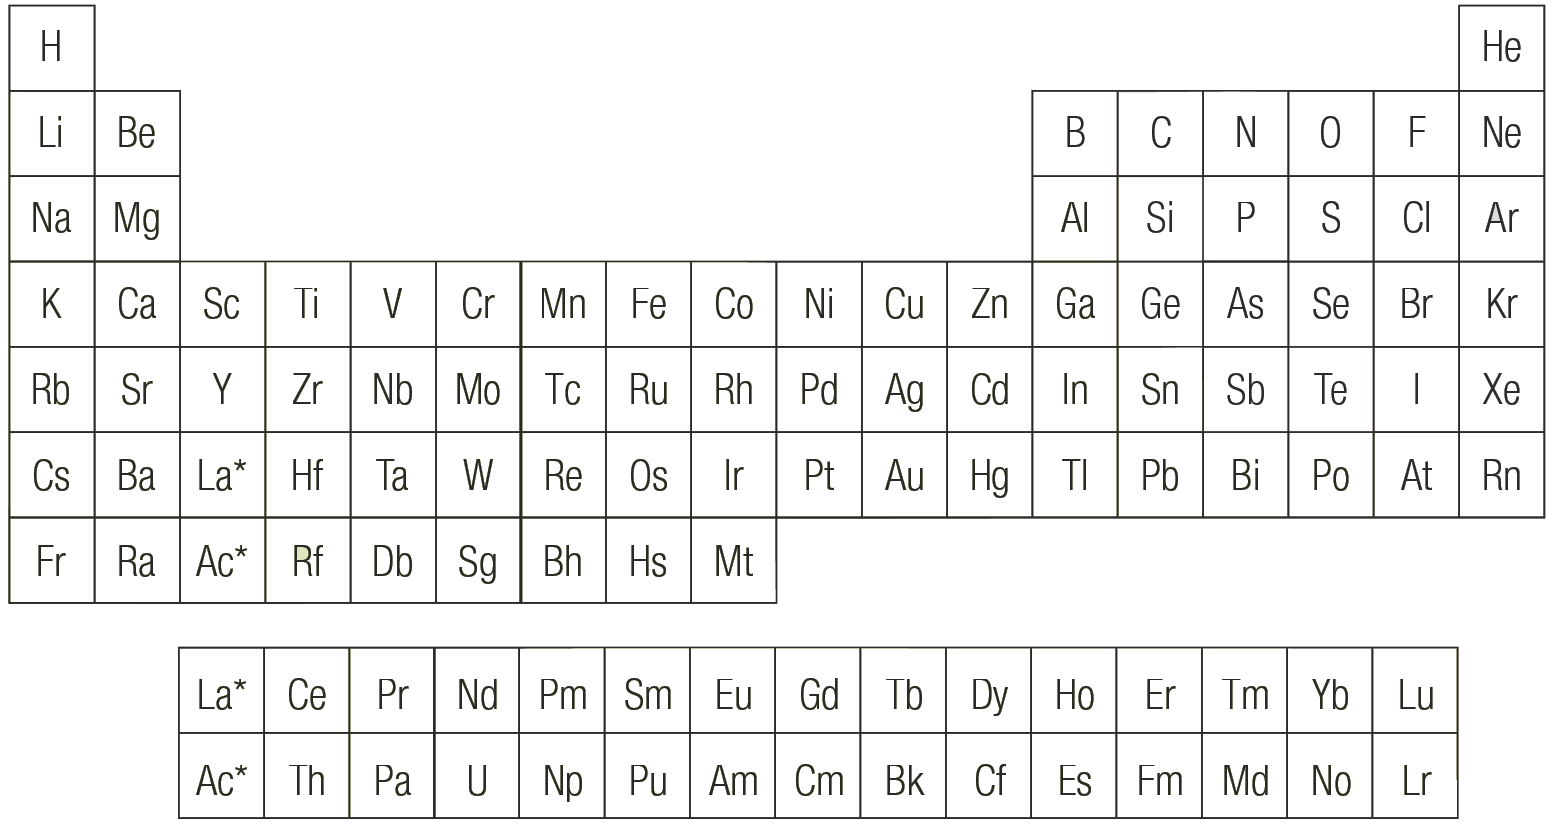 H He
Li Be B C N O F Ne
Na Mg Al Si P S Cl Ar
K Ca Sc Ti V Cr Mn Fe Co Ni Cu Zn Ga Ge As Se Br Kr
Rb Sr Y Zr Nb Mo Tc Ru Rh Pd Ag Cd In Sn Sb Te I Xe
Cs Ba La* Hf Ta W Re Os Ir Pt Au Hg Tl Pb Bi Po At Rn
Fr Ra Ac* Rf Db Sg Bh Hs Mt
La* Ce Pr Nd Pm Sm Eu Gd Tb Dy Ho Er Tm Yb Lu
Ac* Th Pa U Np Pu Am Cm Bk Cf Es Fm Md No Lr